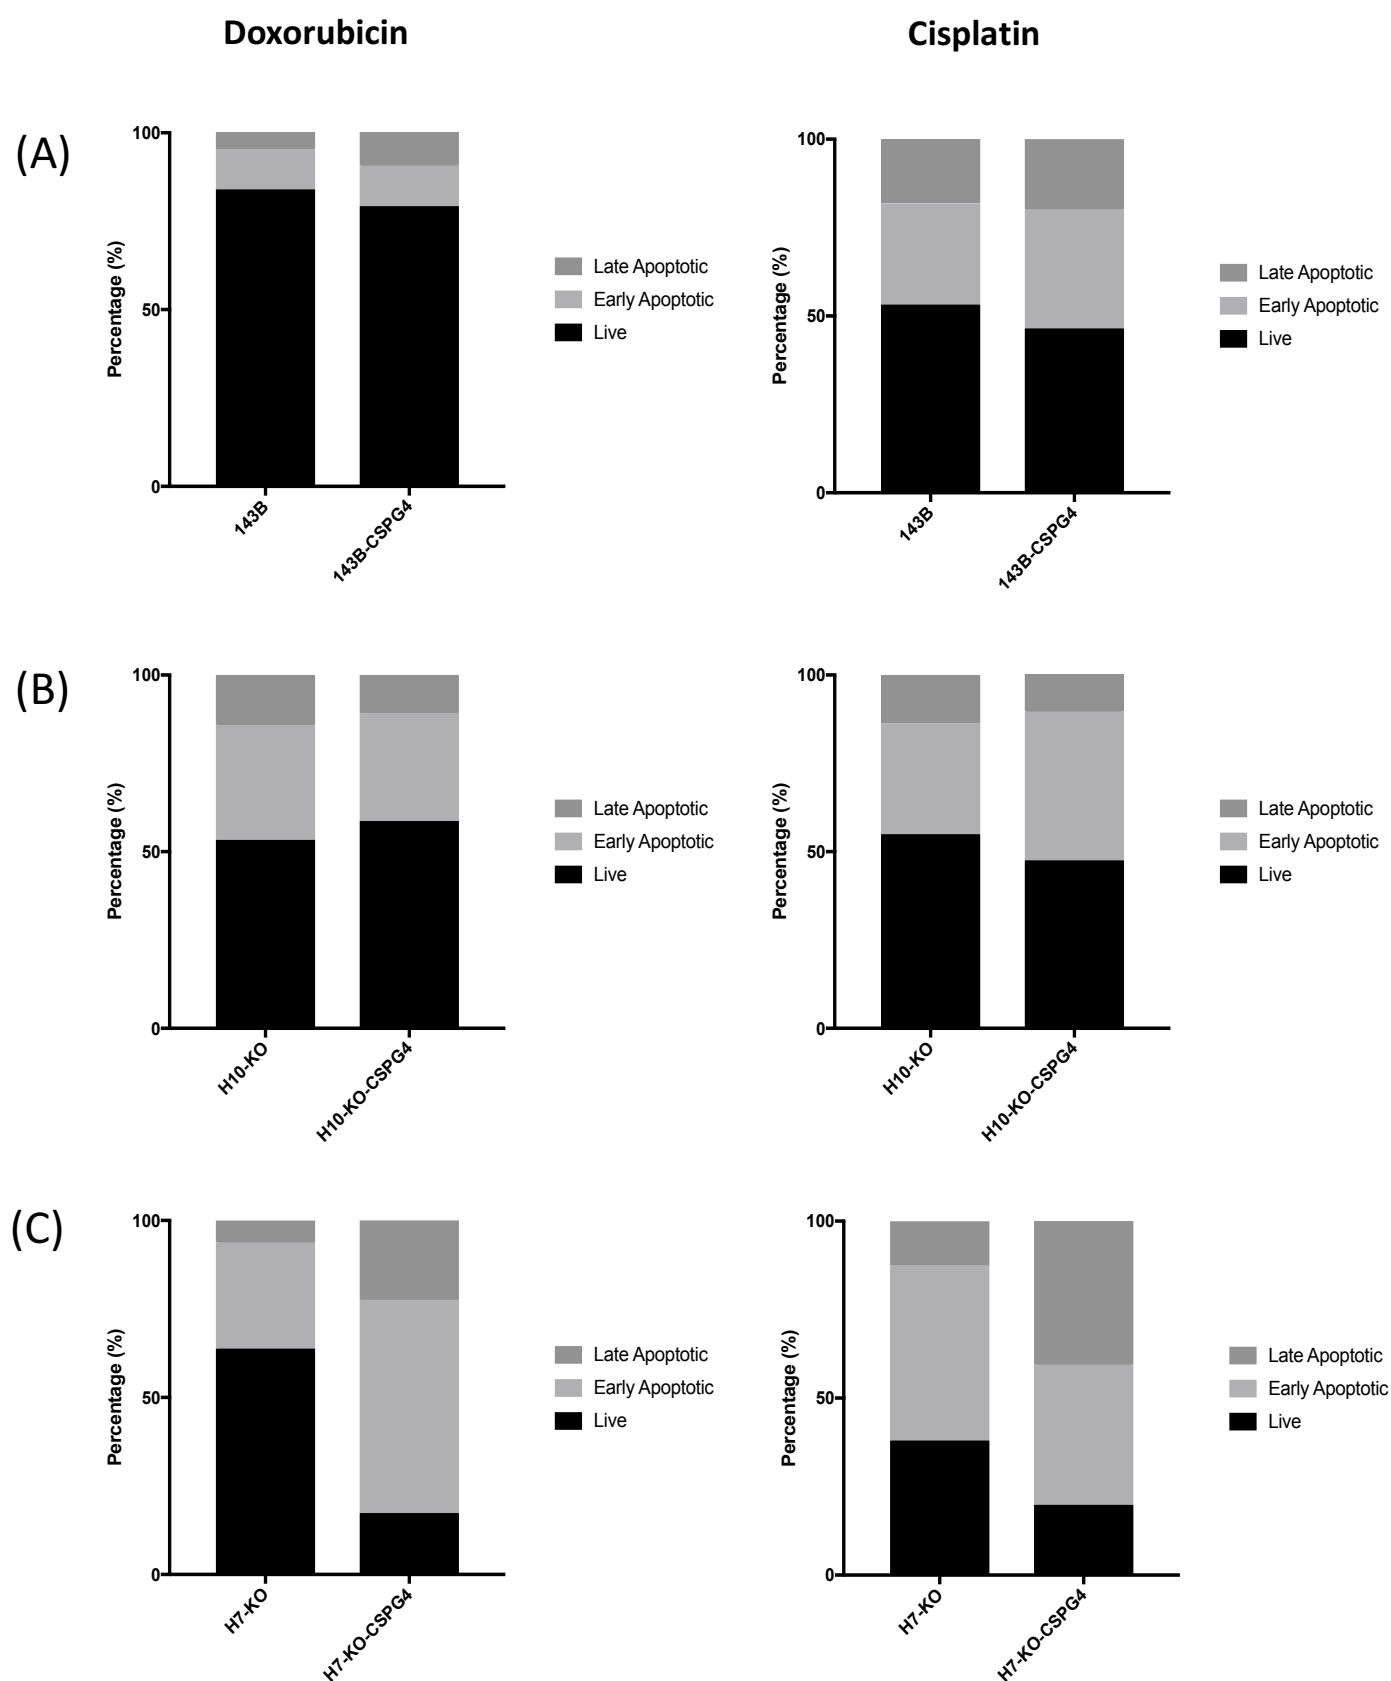 Doxorubicin
Cisplatin
(A)
Percentage (%)
100
50
0
143B
143B-CSPG4
Late Apoptotic
Early Apoptotic
Live
Percentage (%)
100
50
0
143B
143B-CSPG4
Late Apoptotic
Early Apoptotic
Live
(B)
Percentage (%)
100
50
0
H10-KO
H10-KO-CSPG4
Late Apoptotic
Early Apoptotic
Live
Percentage (%)
100
50
0
H10-KO
H10-KO-CSPG4
Late Apoptotic
Early Apoptotic
Live
(C)
Percentage (%)
100
50
0
H7-KO
H7-KO-CSPG4
Late Apoptotic
Early Apoptotic
Live
Percentage (%)
100
50
0
H7-KO
H7-KO-CSPG4
Late Apoptotic
Early Apoptotic
Live